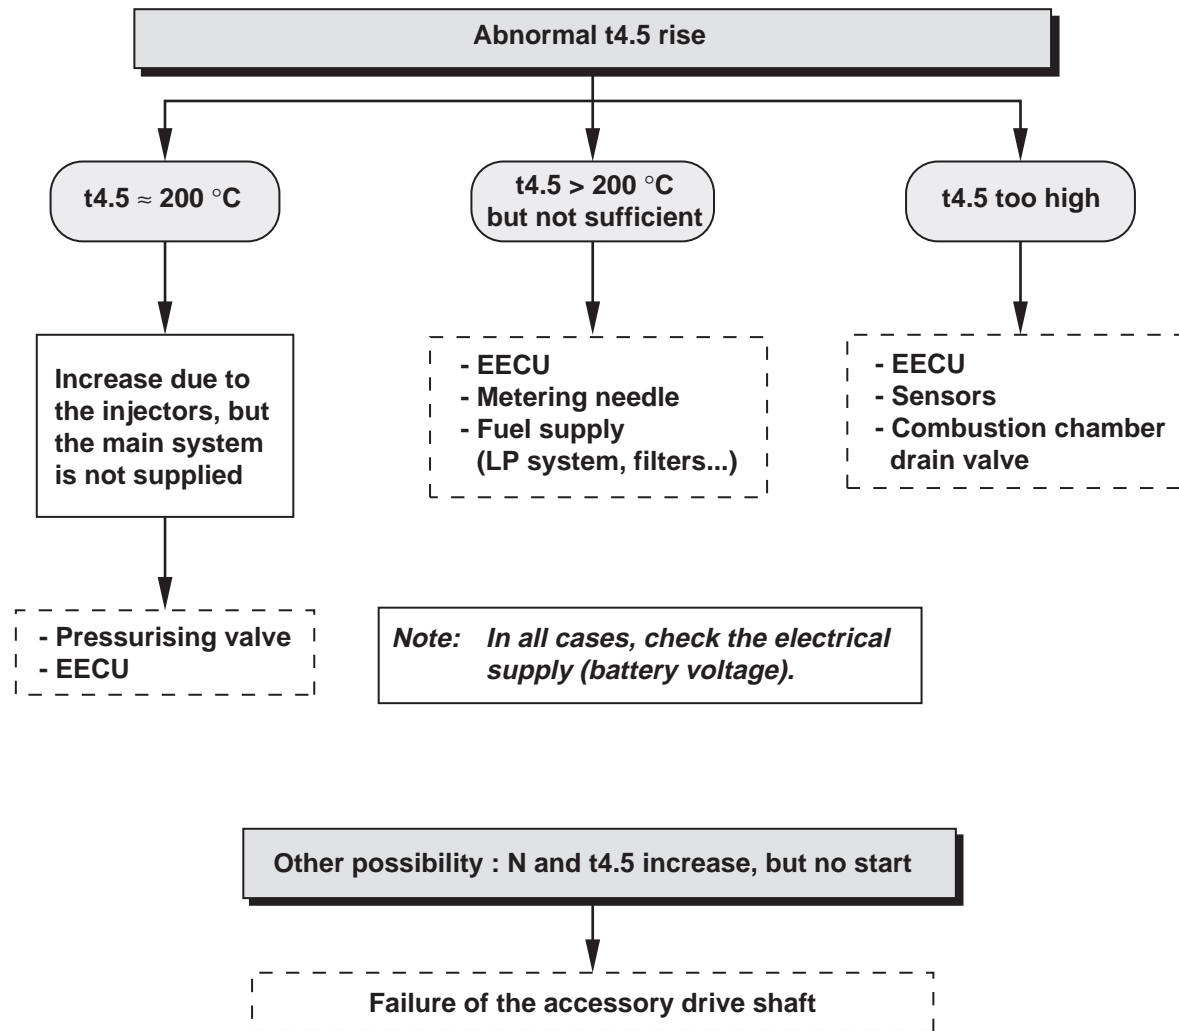 Abnormal t4.5 rise
t4.5 ≈ 200 °C
t4.5 > 200 °C
but not sufficient
t4.5 too high
Increase due to
the injectors, but
the main system
is not supplied
- Pressurising valve
- EECU
- EECU
- Metering needle
- Fuel supply
(LP system, filters...)
- EECU
- Sensors
- Combustion chamber
drain valve
Note: In all cases, check the electrical
supply (battery voltage).
Other possibility : N and t4.5 increase, but no start
Failure of the accessory drive shaft